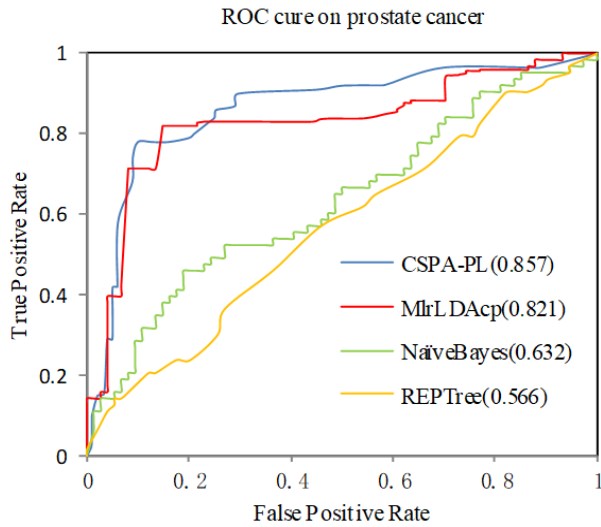 ROC cure on prostate cancer
True Positive Rate
1
0.8
0.6
0.4
0.2
0
CSPA-PL(0.857)
MlrLDAcp(0.821)
NaïveBayes(0.632)
REPTree(0.566)
0 0.2 0.4 0.6 0.8 1
False Positive Rate